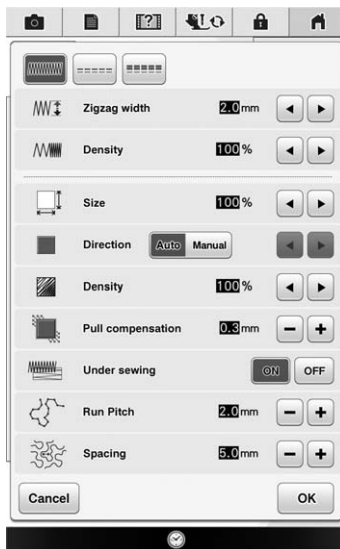 [?]
Zigzag width 2.0 mm
Density 100 %
Size 100 %
Direction Auto Manual
Density 100 %
Pull compensation 0.3 mm
Under sewing ON OFF
Run Pitch 2.0 mm
Spacing 5.0 mm
Cancel OK